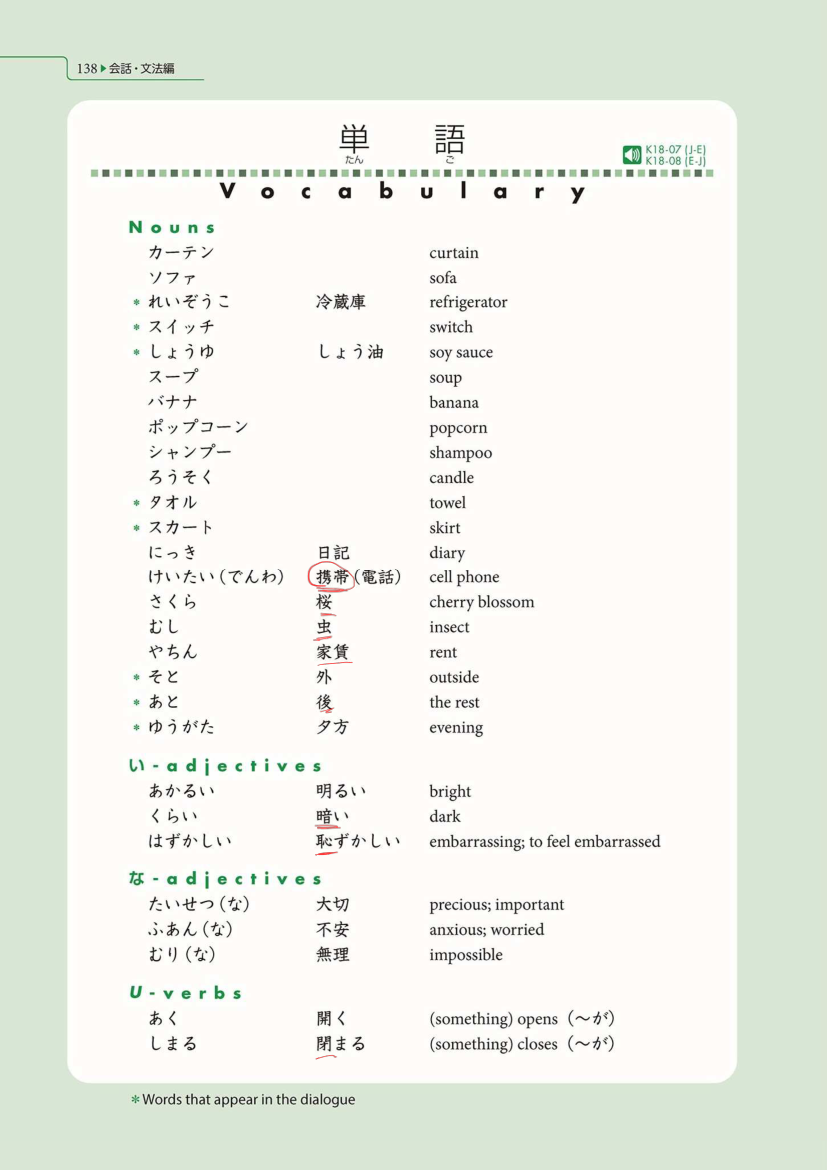 138▶会話・文法編
単語
たん ご
K18-07 (J-E)
K18-08 (E-J)
Vocabulary
Nouns
カーテン curtain
ソファ sofa
＊れいぞうこ 冷蔵庫 refrigerator
＊スイッチ switch
＊しょうゆ しょう油 soy sauce
スープ soup
バナナ banana
ポップコーン popcorn
シャンプー shampoo
ろうそく candle
＊タオル towel
＊スカート skirt
にっき 日記 diary
けいたい(でんわ) 携帯(電話) cell phone
さくら 桜 cherry blossom
むし 虫 insect
やちん 家賃 rent
＊そと 外 outside
＊あと 後 the rest
＊ゆうがた 夕方 evening
い-adjectives
あかるい 明るい bright
くらい 暗い dark
はずかしい 恥ずかしい embarrassing; to feel embarrassed
な-adjectives
たいせつ(な) 大切 precious; important
ふあん(な) 不安 anxious; worried
むり(な) 無理 impossible
U-verbs
あく 開く (something) opens (〜が)
しまる 閉まる (something) closes (〜が)
＊Words that appear in the dialogue